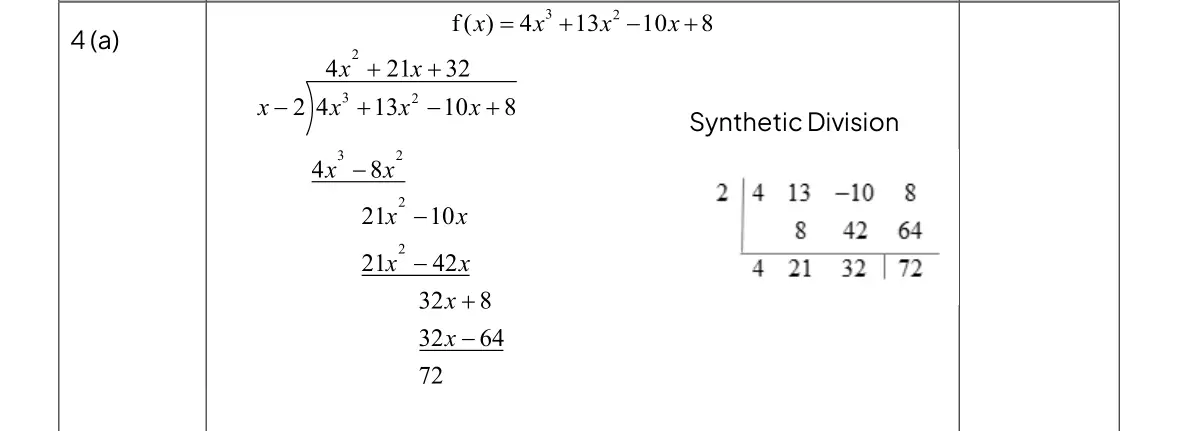 4 (a)
f(x) = 4x³ + 13x² − 10x + 8
4x² + 21x + 32
x − 2)4x³ + 13x² − 10x + 8
4x³ − 8x²
21x² − 10x
21x² − 42x
32x + 8
32x − 64
72
Synthetic Division
2 | 4 13 −10 8
8 42 64
4 21 32 | 72